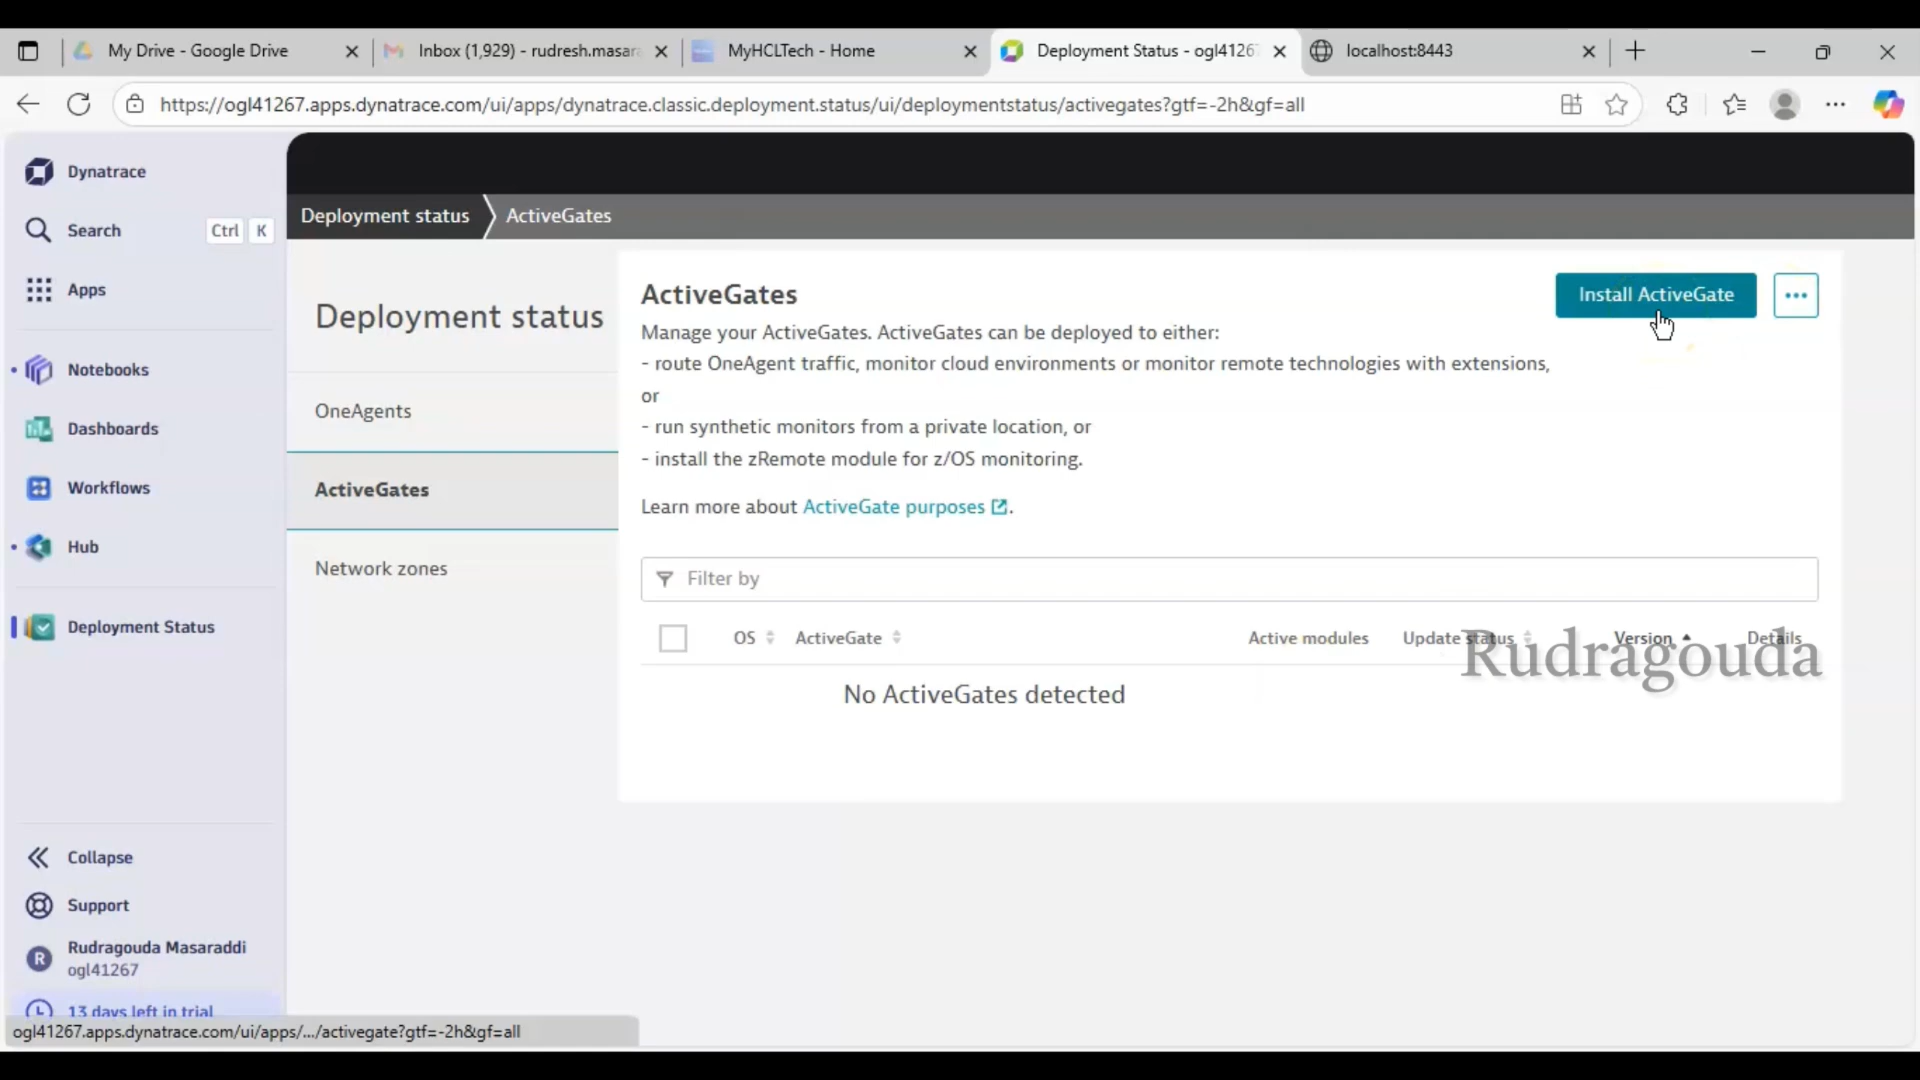 My Drive - Google Drive
Inbox (1,929) - rudresh.masara
MyHCLTech - Home
Deployment Status - ogl41267
localhost:8443
https://ogl41267.apps.dynatrace.com/ui/apps/dynatrace.classic.deployment.status/ui/deploymentstatus/activegates?gtf=-2h&gf=all
Dynatrace
Search Ctrl K
Apps
Notebooks
Dashboards
Workflows
Hub
Deployment Status
Collapse
Support
R
Rudragouda Masaraddi
ogl41267
13 days left in trial
ogl41267.apps.dynatrace.com/ui/apps/.../activegate?gtf=-2h&gf=all
Deployment status ActiveGates
Deployment status
OneAgents
ActiveGates
Network zones
ActiveGates
Install ActiveGate
Manage your ActiveGates. ActiveGates can be deployed to either:
- route OneAgent traffic, monitor cloud environments or monitor remote technologies with extensions,
or
- run synthetic monitors from a private location, or
- install the zRemote module for z/OS monitoring.
Learn more about ActiveGate purposes.
Filter by
OS ActiveGate Active modules Update status Version Details
Rudragouda
No ActiveGates detected